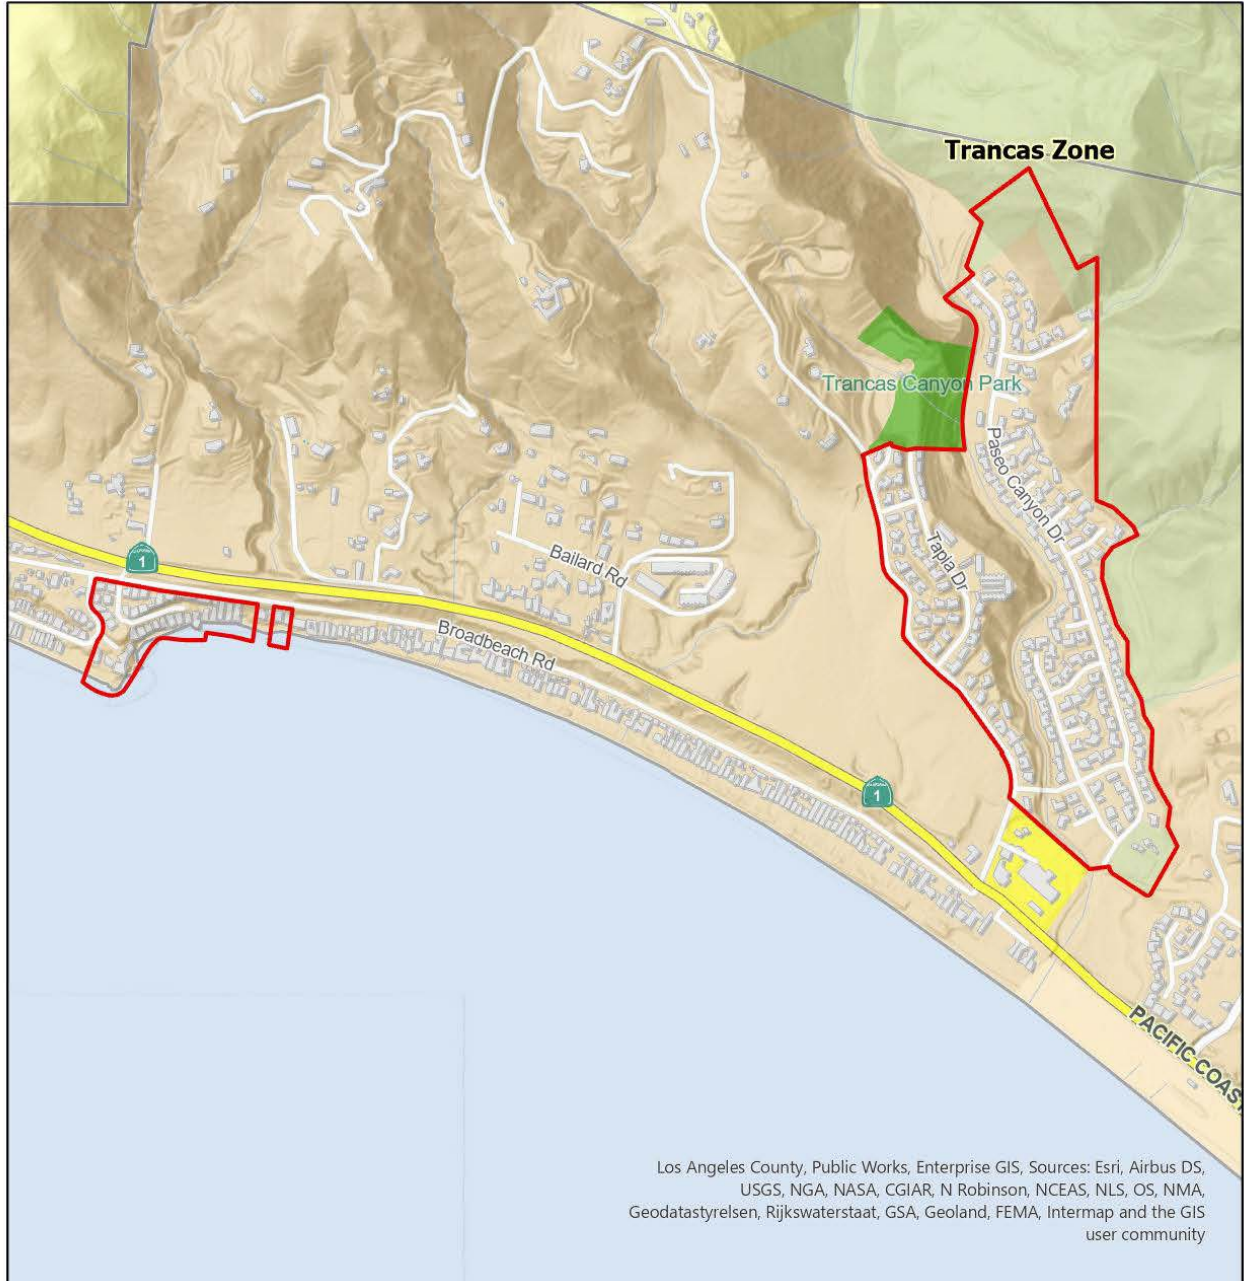 Trancas Zone
Trancas Canyon Park
Paseo Canyon Dr
Tapia Dr
1
Bailard Rd
Broadbeach Rd
1
PACIFIC COAST
Los Angeles County, Public Works, Enterprise GIS, Sources: Esri, Airbus DS,
USGS, NGA, NASA, CGIAR, N Robinson, NCEAS, NLS, OS, NMA,
Geodatastyrelsen, Rijkswaterstaat, GSA, Geoland, FEMA, Intermap and the GIS
user community